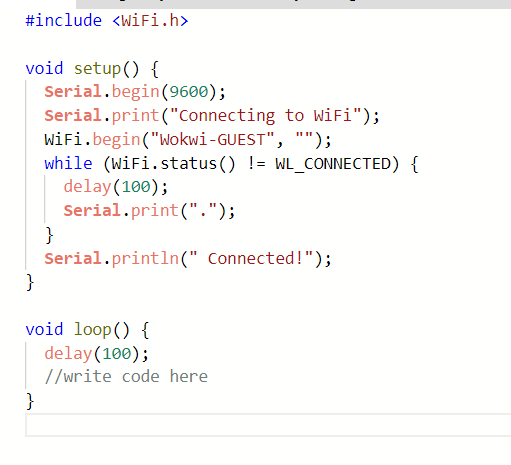 #include <WiFi.h>
void setup() {
Serial.begin(9600);
Serial.print("Connecting to WiFi");
WiFi.begin("Wokwi-GUEST", "");
while (WiFi.status() != WL_CONNECTED) {
delay(100);
Serial.print(".");
}
Serial.println(" Connected!");
}
void loop() {
delay(100);
//write code here
}